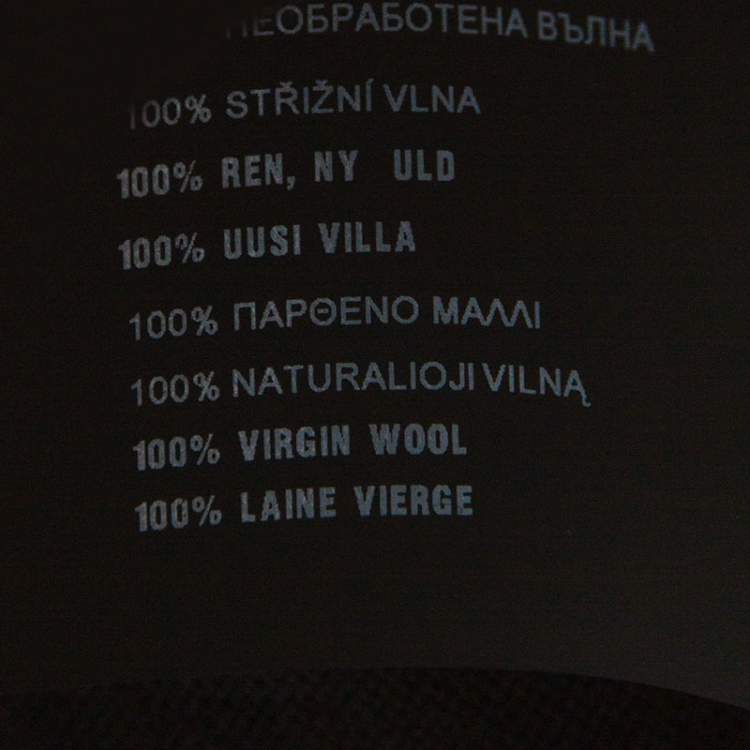 НЕОБРАБОТЕНА ВЪЛНА
100% STŘIŽNÍ VLNA
100% REN, NY ULD
100% UUSI VILLA
100% ΠΑΡΘΕΝΟ ΜΑΛΛΙ
100% NATURALIOJI VILNĄ
100% VIRGIN WOOL
100% LAINE VIERGE